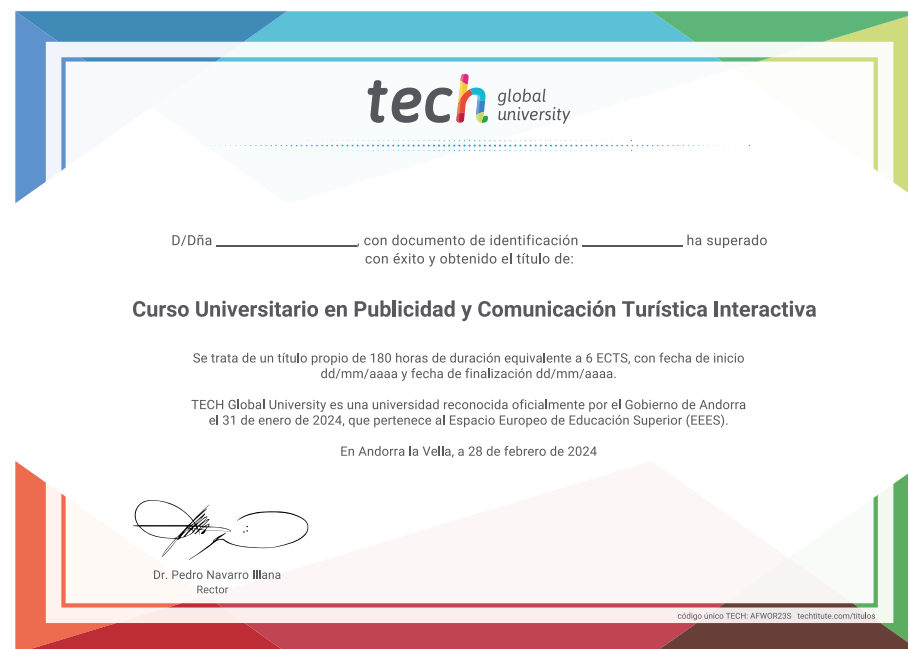 tech global university
D/Dña ____________, con documento de identificación ____________ ha superado
con éxito y obtenido el título de:
Curso Universitario en Publicidad y Comunicación Turística Interactiva
Se trata de un título propio de 180 horas de duración equivalente a 6 ECTS, con fecha de inicio
dd/mm/aaaa y fecha de finalización dd/mm/aaaa.
TECH Global University es una universidad reconocida oficialmente por el Gobierno de Andorra
el 31 de enero de 2024, que pertenece al Espacio Europeo de Educación Superior (EEES).
En Andorra la Vella, a 28 de febrero de 2024
Dr. Pedro Navarro Illana
Rector
código único TECH: AFWOR23S techtitute.com/titulos